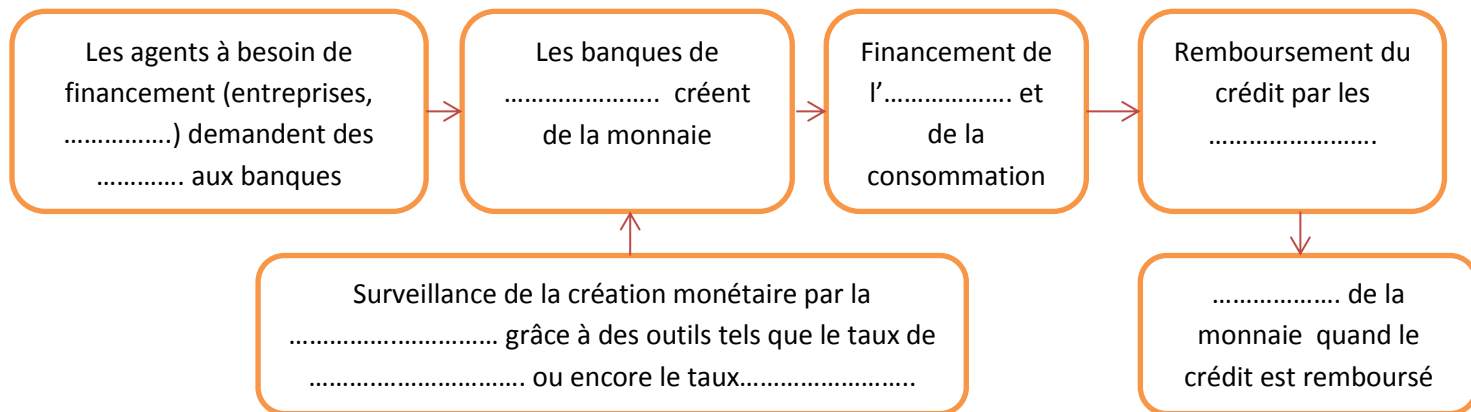 Les agents à besoin de
financement (entreprises,
…………….) demandent des
…………. aux banques
Les banques de
………………….. créent
de la monnaie
Financement de
l’………………. et
de la
consommation
Remboursement du
crédit par les
…………………….
Surveillance de la création monétaire par la
…………….…………… grâce à des outils tels que le taux de
………….……………. ou encore le taux…………………..
………………. de la
monnaie quand le
crédit est remboursé